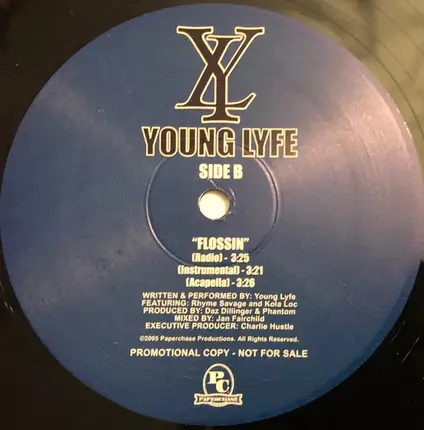 YL
YOUNG LYFE
SIDE B
"FLOSSIN"
(Radio) - 3:25
(Instrumental) - 3:21
(Acapella) - 3:26
WRITTEN & PERFORMED BY: Young Lyfe
FEATURING: Rhyme Savage and Kola Loc
PRODUCED BY: Daz Dillinger & Phantom
MIXED BY: Jan Fairchild
EXECUTIVE PRODUCER: Charlie Hustle
©2005 Paperchase Productions. All Rights Reserved.
PROMOTIONAL COPY - NOT FOR SALE
PC
PAPERCHASE